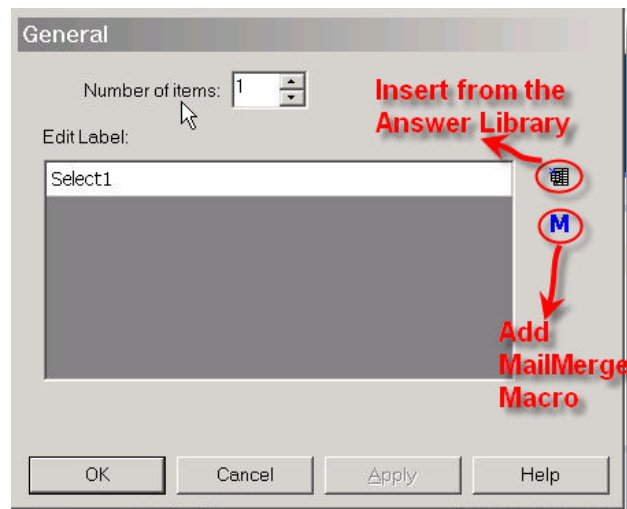 General
Number of items: 1
Insert from the
Answer Library
Edit Label:
Select1
M
Add
MailMerge
Macro
OK
Cancel
Apply
Help